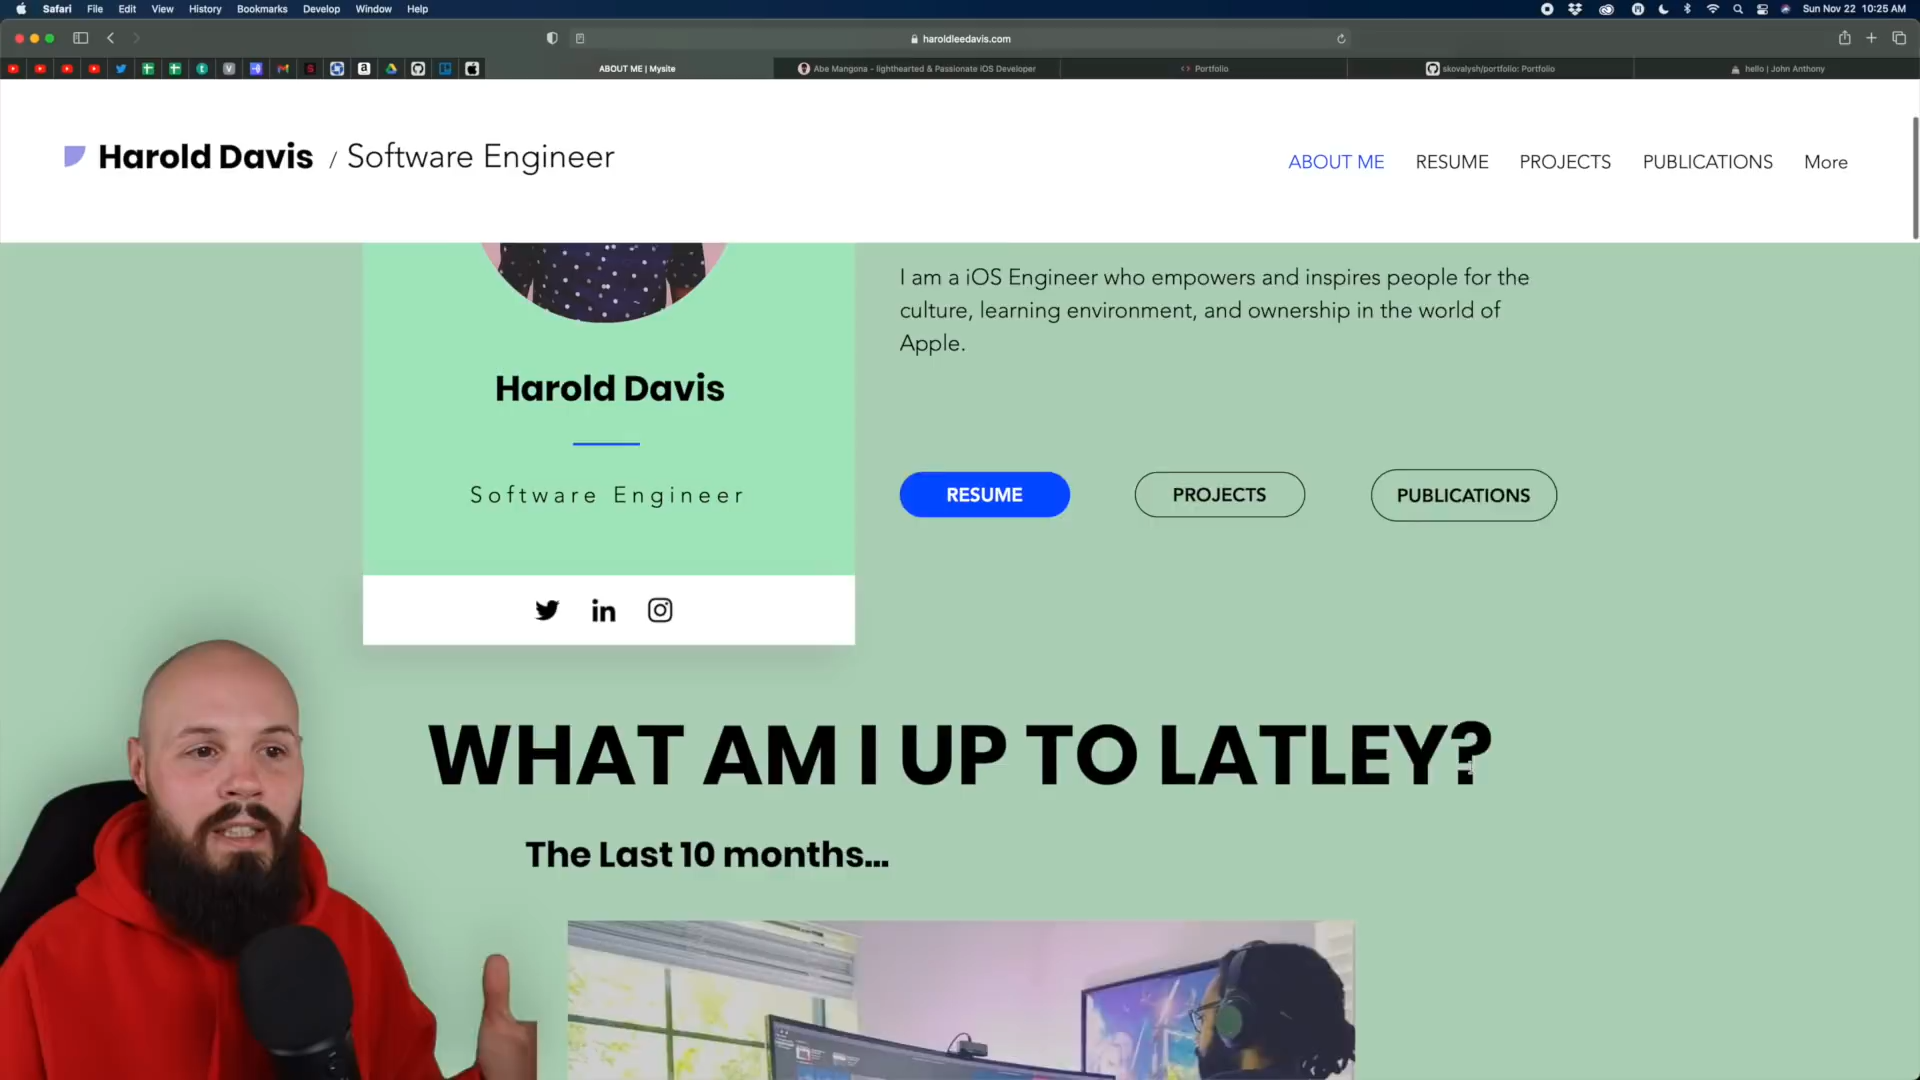 Safari File Edit View History Bookmarks Develop Window Help Sun Nov 22 10:25 AM
haroldleedavis.com
ABOUT ME | Mysite Abe Mangona - lighthearted & Passionate iOS Developer Portfolio skovalysh/portfolio: Portfolio hello | John Anthony
Harold Davis / Software Engineer ABOUT ME RESUME PROJECTS PUBLICATIONS More
I am a iOS Engineer who empowers and inspires people for the
culture, learning environment, and ownership in the world of
Apple.
Harold Davis
Software Engineer
RESUME PROJECTS PUBLICATIONS
WHAT AM I UP TO LATLEY?
The Last 10 months...